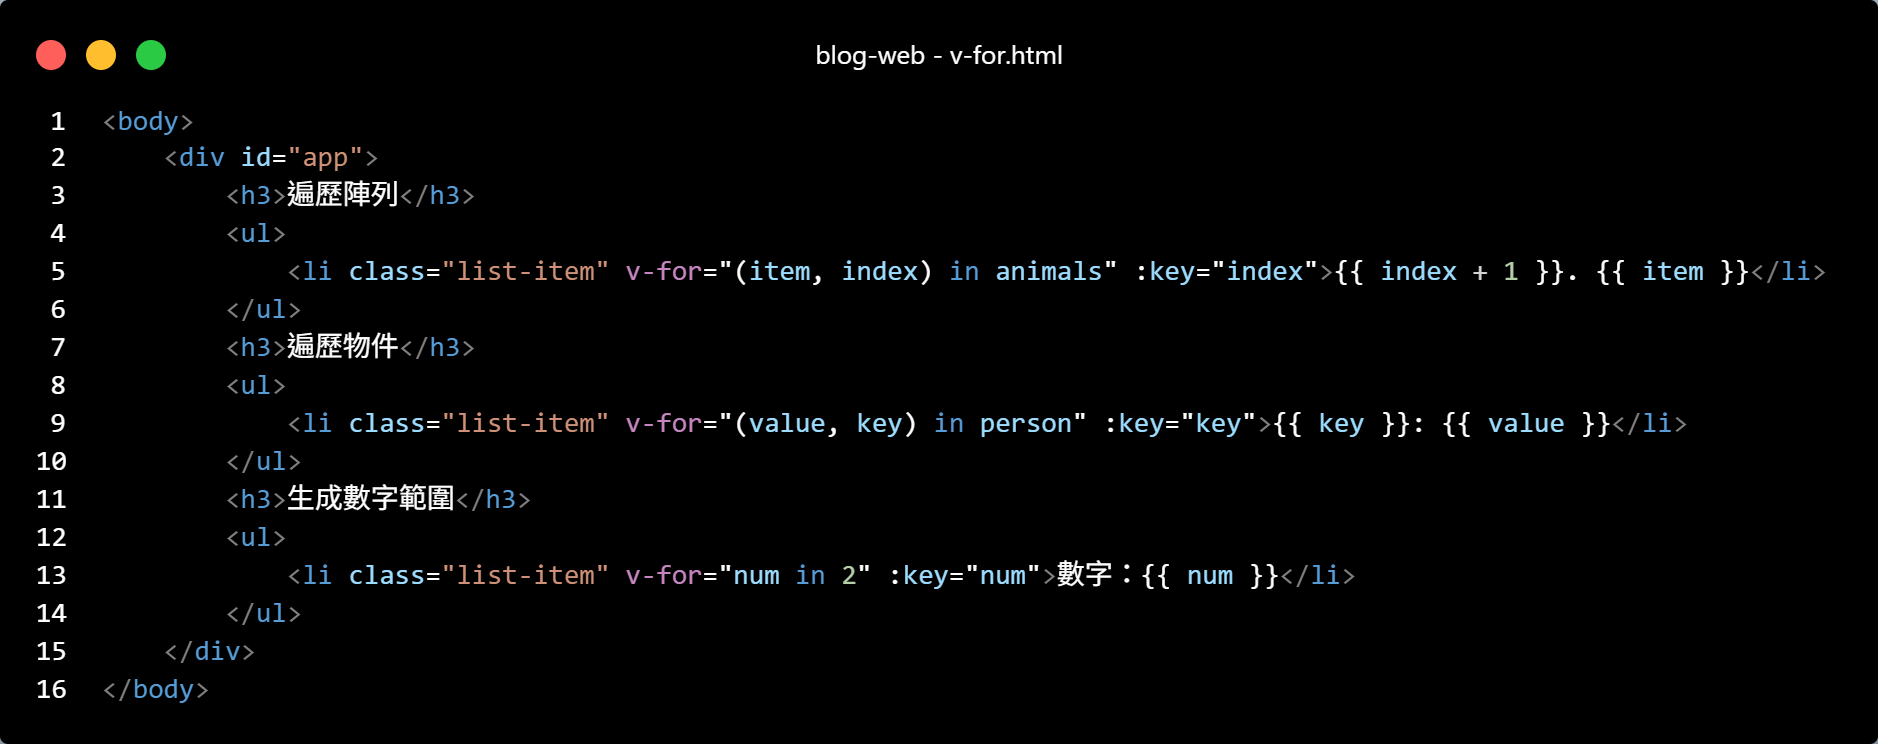 blog-web - v-for.html
1 <body>
2     <div id="app">
3         <h3>遍歷陣列</h3>
4         <ul>
5             <li class="list-item" v-for="(item, index) in animals" :key="index">{{ index + 1 }}. {{ item }}</li>
6         </ul>
7         <h3>遍歷物件</h3>
8         <ul>
9             <li class="list-item" v-for="(value, key) in person" :key="key">{{ key }}: {{ value }}</li>
10         </ul>
11         <h3>生成數字範圍</h3>
12         <ul>
13             <li class="list-item" v-for="num in 2" :key="num">數字：{{ num }}</li>
14         </ul>
15     </div>
16 </body>